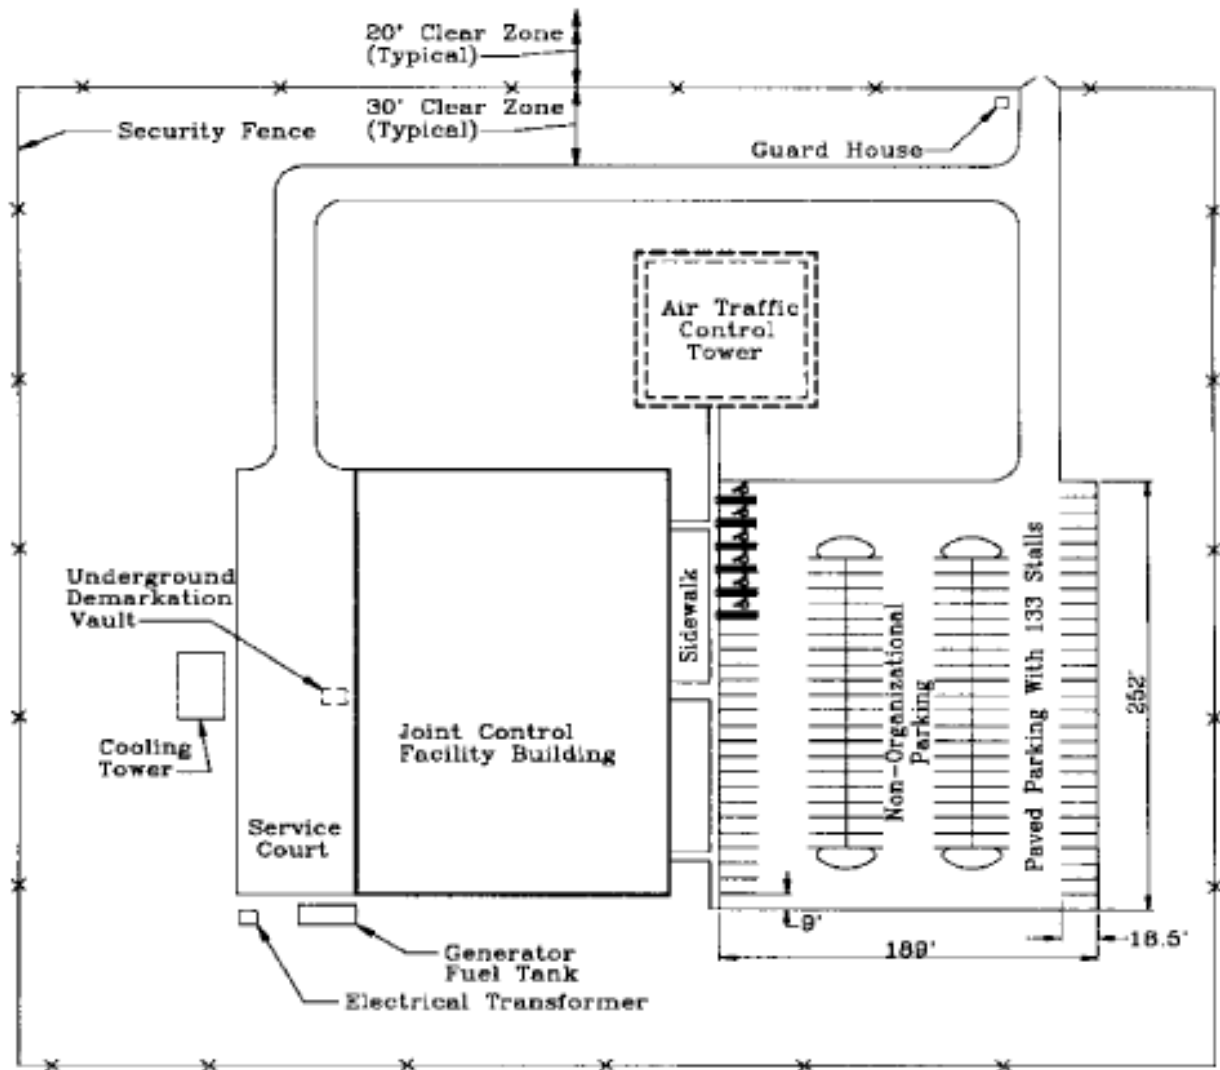 20' Clear Zone
(Typical)
30' Clear Zone
(Typical)
Security Fence
Guard House
Air Traffic
Control
Tower
Underground
Demarkation
Vault
Sidewalk
Non-Organizational
Parking
Paved Parking With 133 Stalls
252'
Joint Control
Facility Building
Cooling
Tower
Service
Court
9'
189'
18.5'
Generator
Fuel Tank
Electrical Transformer